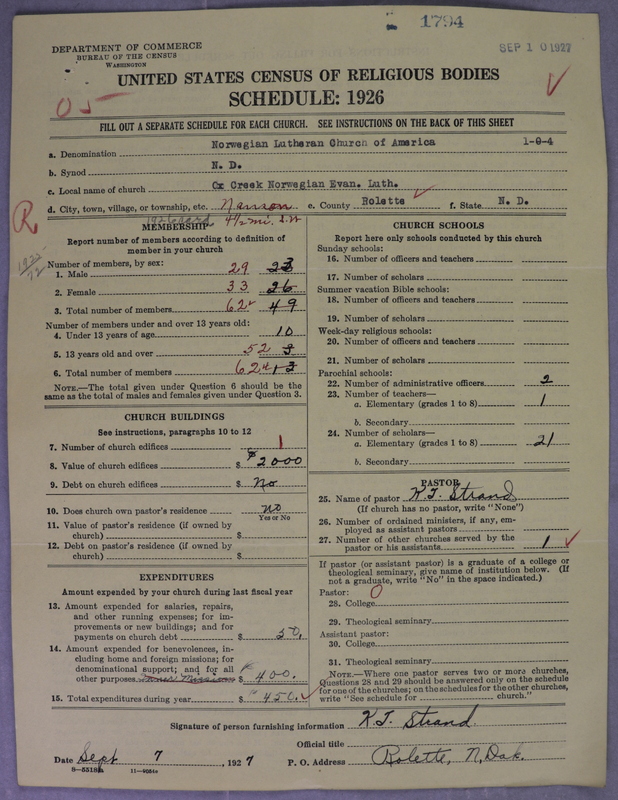 1794
DEPARTMENT OF COMMERCE
BUREAU OF THE CENSUS
WASHINGTON
SEP 10 1927
UNITED STATES CENSUS OF RELIGIOUS BODIES
SCHEDULE: 1926
05
FILL OUT A SEPARATE SCHEDULE FOR EACH CHURCH. SEE INSTRUCTIONS ON THE BACK OF THIS SHEET
a. Denomination Norwegian Lutheran Church of America 1-0-4
b. Synod N. D.
c. Local name of church Ox Creek Norwegian Evan. Luth.
d. City, town, village, or township, etc. Nanson e. County Rolette f. State N. D.
R
4½ mi. S.W
MEMBERSHIP
Report number of members according to definition of
member in your church
Number of members, by sex:
1. Male 29 23
2. Female 33 26
3. Total number of members 62 49
Number of members under and over 13 years old:
4. Under 13 years of age 10
5. 13 years old and over 52 3
6. Total number of members 62 13
NOTE.—The total given under Question 6 should be the
same as the total of males and females given under Question 3.
CHURCH BUILDINGS
See instructions, paragraphs 10 to 12
7. Number of church edifices 1
8. Value of church edifices $ 2000
9. Debt on church edifices $ No
10. Does church own pastor's residence no
Yes or No
11. Value of pastor's residence (if owned by
church) $
12. Debt on pastor's residence (if owned by
church) $
EXPENDITURES
Amount expended by your church during last fiscal year
13. Amount expended for salaries, repairs,
and other running expenses; for im-
provements or new buildings; and for
payments on church debt $ 50.
14. Amount expended for benevolences, in-
cluding home and foreign missions; for
denominational support; and for all
other purposes. Inner Mission $ 400.
15. Total expenditures during year $ 450.
CHURCH SCHOOLS
Report here only schools conducted by this church
Sunday schools:
16. Number of officers and teachers
17. Number of scholars
Summer vacation Bible schools:
18. Number of officers and teachers
19. Number of scholars
Week-day religious schools:
20. Number of officers and teachers
21. Number of scholars
Parochial schools:
22. Number of administrative officers 2
23. Number of teachers—
a. Elementary (grades 1 to 8) 1
b. Secondary
24. Number of scholars—
a. Elementary (grades 1 to 8) 21
b. Secondary
PASTOR
25. Name of pastor K.T. Strand
(If church has no pastor, write "None")
26. Number of ordained ministers, if any, em-
ployed as assistant pastors
27. Number of other churches served by the
pastor or his assistants 1
If pastor (or assistant pastor) is a graduate of a college or
theological seminary, give name of institution below. (If
not a graduate, write "No" in the space indicated.)
Pastor: O
28. College
29. Theological seminary
Assistant pastor:
30. College
31. Theological seminary
NOTE.—Where one pastor serves two or more churches,
Questions 28 and 29 should be answered only on the schedule
for one of the churches; on the schedules for the other churches,
write "See schedule for church."
Signature of person furnishing information K.T. Strand.
Official title
Date Sept 7, 1927 P. O. Address Rolette, N. Dak.
8-5518a 11-9051a